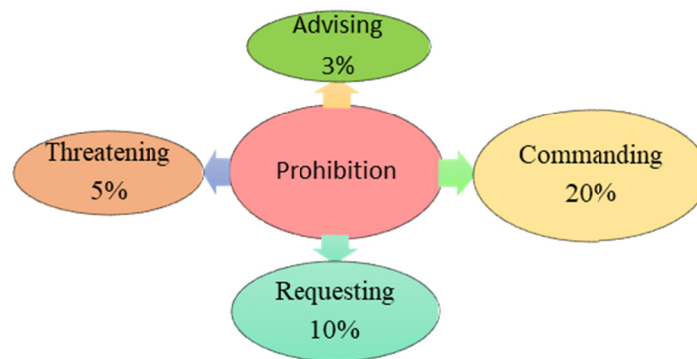 Advising
3%
Threatening
5%
Prohibition
Commanding
20%
Requesting
10%